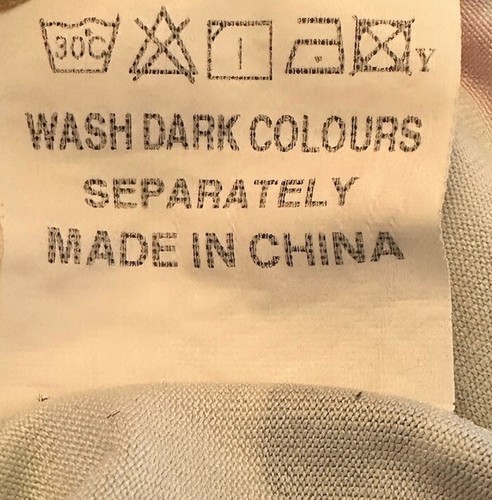 30C Y
WASH DARK COLOURS
SEPARATELY
MADE IN CHINA